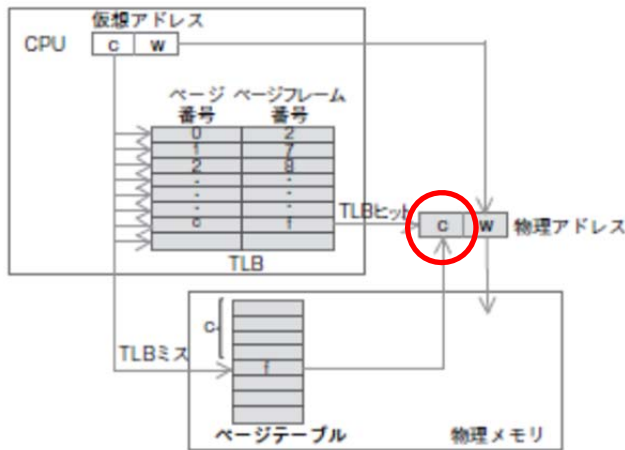 仮想アドレス
CPU
c w
ページ ページフレーム
番号 番号
0 2
1 7
2 8
. .
. .
. .
c f
TLBヒット
c w 物理アドレス
TLB
c
TLBミス
f
ページテーブル
物理メモリ